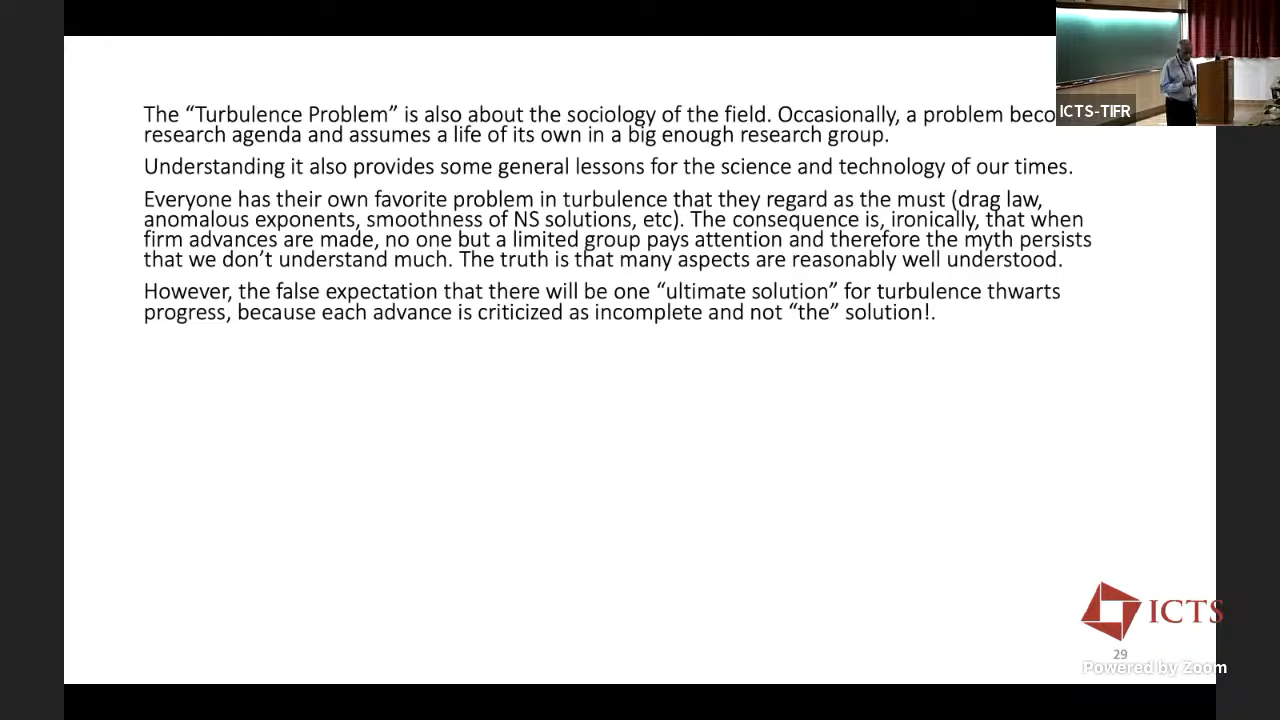 The “Turbulence Problem” is also about the sociology of the field. Occasionally, a problem
research agenda and assumes a life of its own in a big enough research group.
Understanding it also provides some general lessons for the science and technology of our times.
Everyone has their own favorite problem in turbulence that they regard as the must (drag law,
anomalous exponents, smoothness of NS solutions, etc). The consequence is, ironically, that when
firm advances are made, no one but a limited group pays attention and therefore the myth persists
that we don’t understand much. The truth is that many aspects are reasonably well understood.
However, the false expectation that there will be one “ultimate solution” for turbulence thwarts
progress, because each advance is criticized as incomplete and not “the” solution!.
ICTS-TIFR
ICTS
29
Powered by Zoom